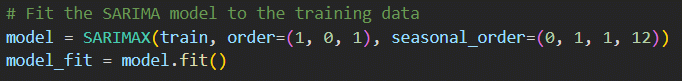 # Fit the SARIMA model to the training data
model = SARIMAX(train, order=(1, 0, 1), seasonal_order=(0, 1, 1, 12))
model_fit = model.fit()